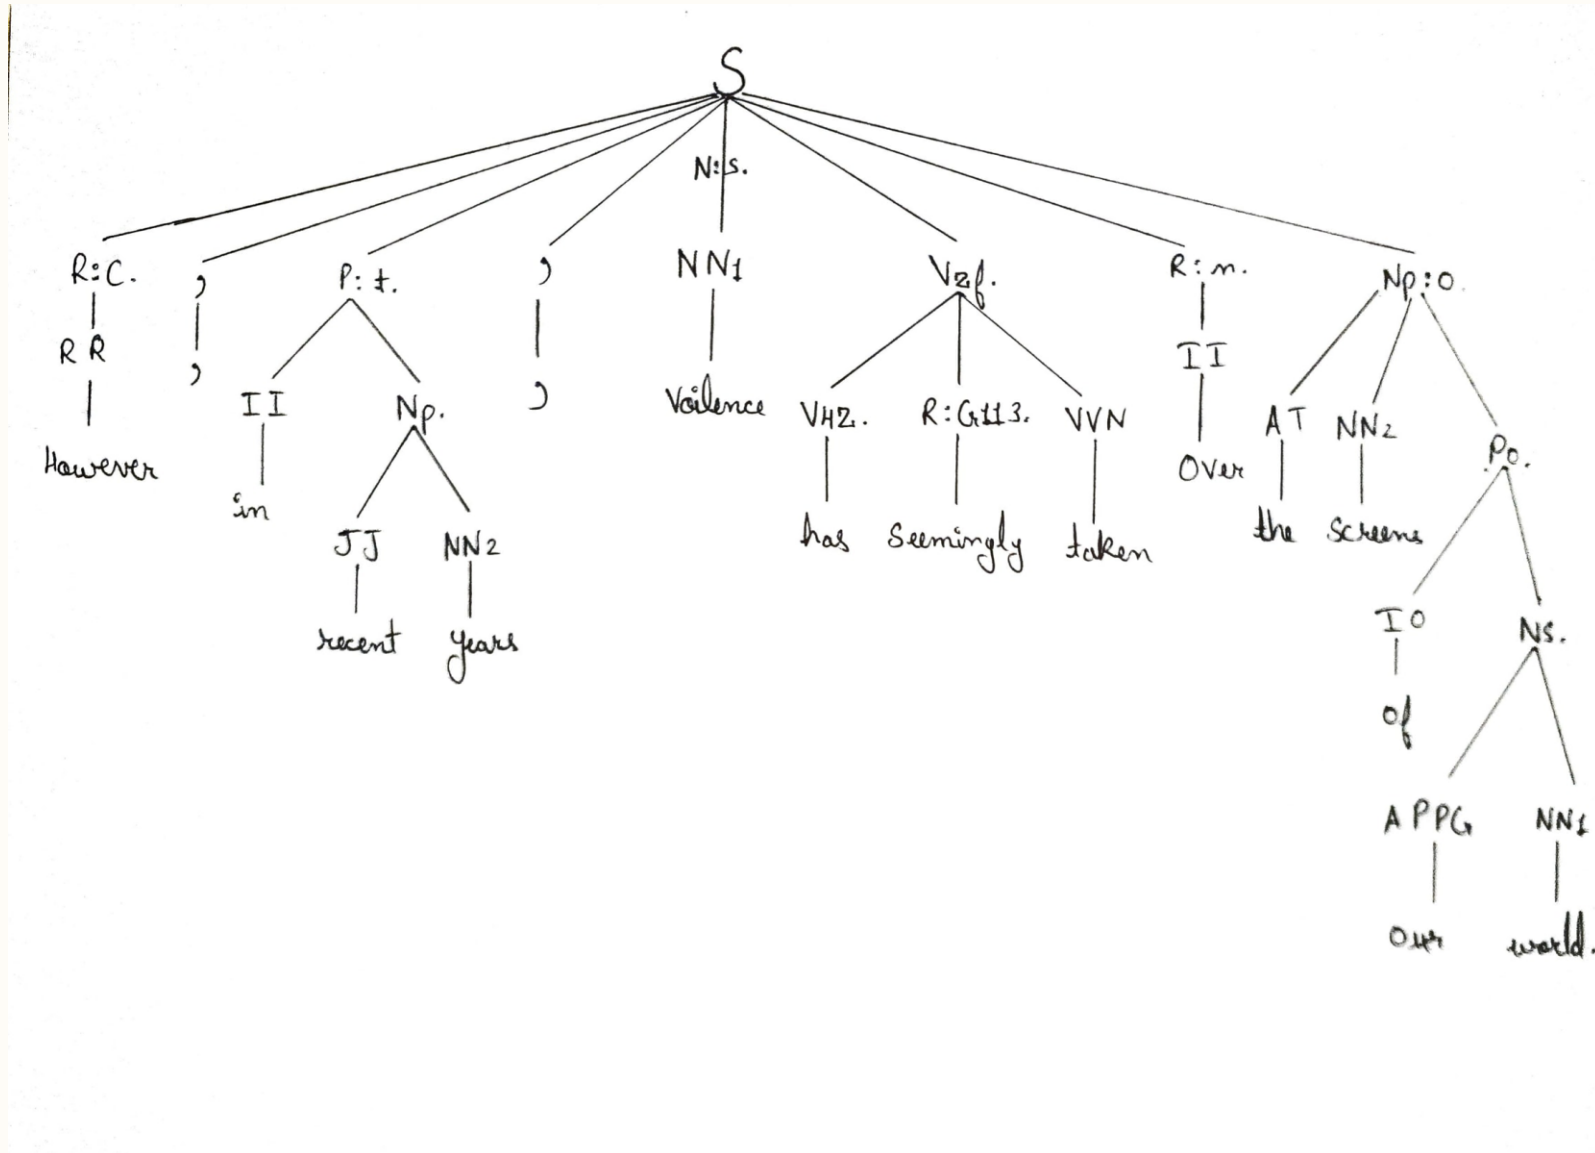 S
N:s.
R:C. , P:t. , NN1 Vzf. R:n. Np:o.
RR , II
II Np. , Voilence VHZ. R:G113. VVN AT NN2
However Over Po.
in has Seemingly taken the Screens
JJ NN2
recent years IO Ns.
of
APPG NN1
Our world.